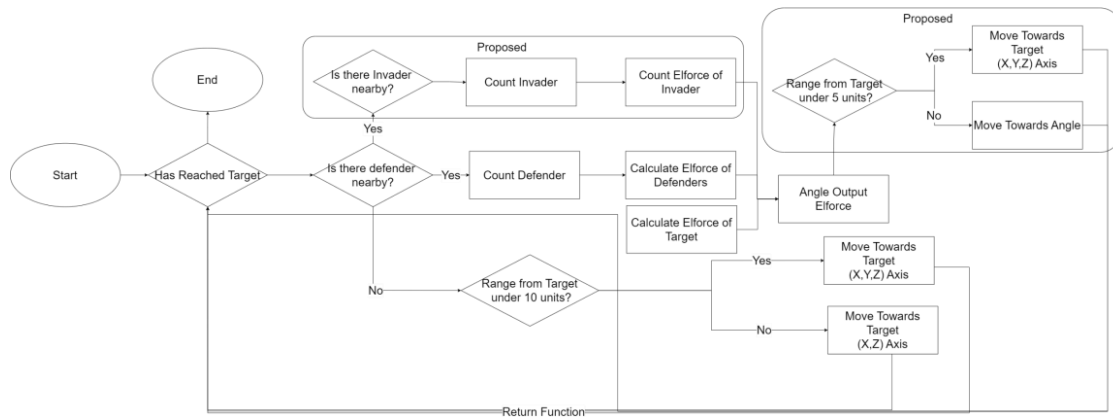 Proposed
Proposed
End
Is there Invader
nearby?
Count Invader
Count Elforce of
Invader
Range from Target
under 5 units?
Yes
Move Towards
Target
(X,Y,Z) Axis
No
Move Towards Angle
Yes
Start
Has Reached Target
Is there defender
nearby?
Yes
Count Defender
Calculate Elforce of
Defenders
Angle Output
Elforce
Calculate Elforce of
Target
No
Range from Target
under 10 units?
Yes
Move Towards
Target
(X,Y,Z) Axis
No
Move Towards
Target
(X,Z) Axis
Return Function